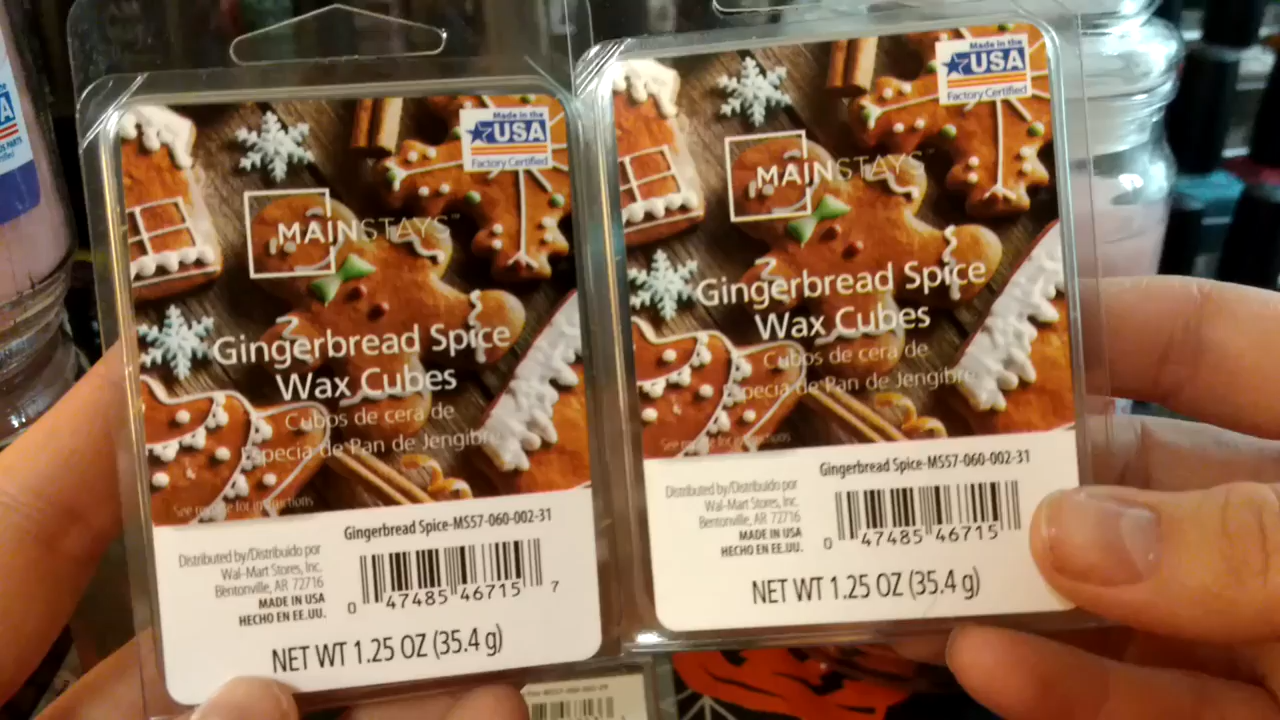 Made in the
USA
Factory Certified
MAINSTAYS™
Gingerbread Spice
Wax Cubes
Cubos de cera de
Especia de Pan de Jengibre
See reverse for instructions
Gingerbread Spice-MS57-060-002-31
Distributed by/Distribuido por
Wal-Mart Stores, Inc.
Bentonville, AR 72716
MADE IN USA
HECHO EN EE.UU.
0 47485 46715 7
NET WT 1.25 OZ (35.4 g)
Made in the
USA
Factory Certified
MAINSTAYS™
Gingerbread Spice
Wax Cubes
Cubos de cera de
Especia de Pan de Jengibre
See reverse for instructions
Gingerbread Spice-MS57-060-002-31
Distributed by/Distribuido por
Wal-Mart Stores, Inc.
Bentonville, AR 72716
MADE IN USA
HECHO EN EE.UU.
0 47485 46715
NET WT 1.25 OZ (35.4 g)